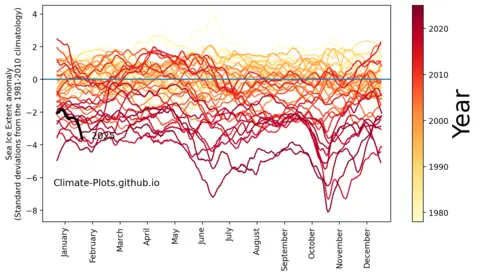 4
2
0
−2
−4
−6
−8
Sea Ice Extent anomaly
(Standard deviations from the 1981-2010 climatology)
2025
Climate-Plots.github.io
January
February
March
April
May
June
July
August
September
October
November
December
2020
2010
2000
1990
1980
Year